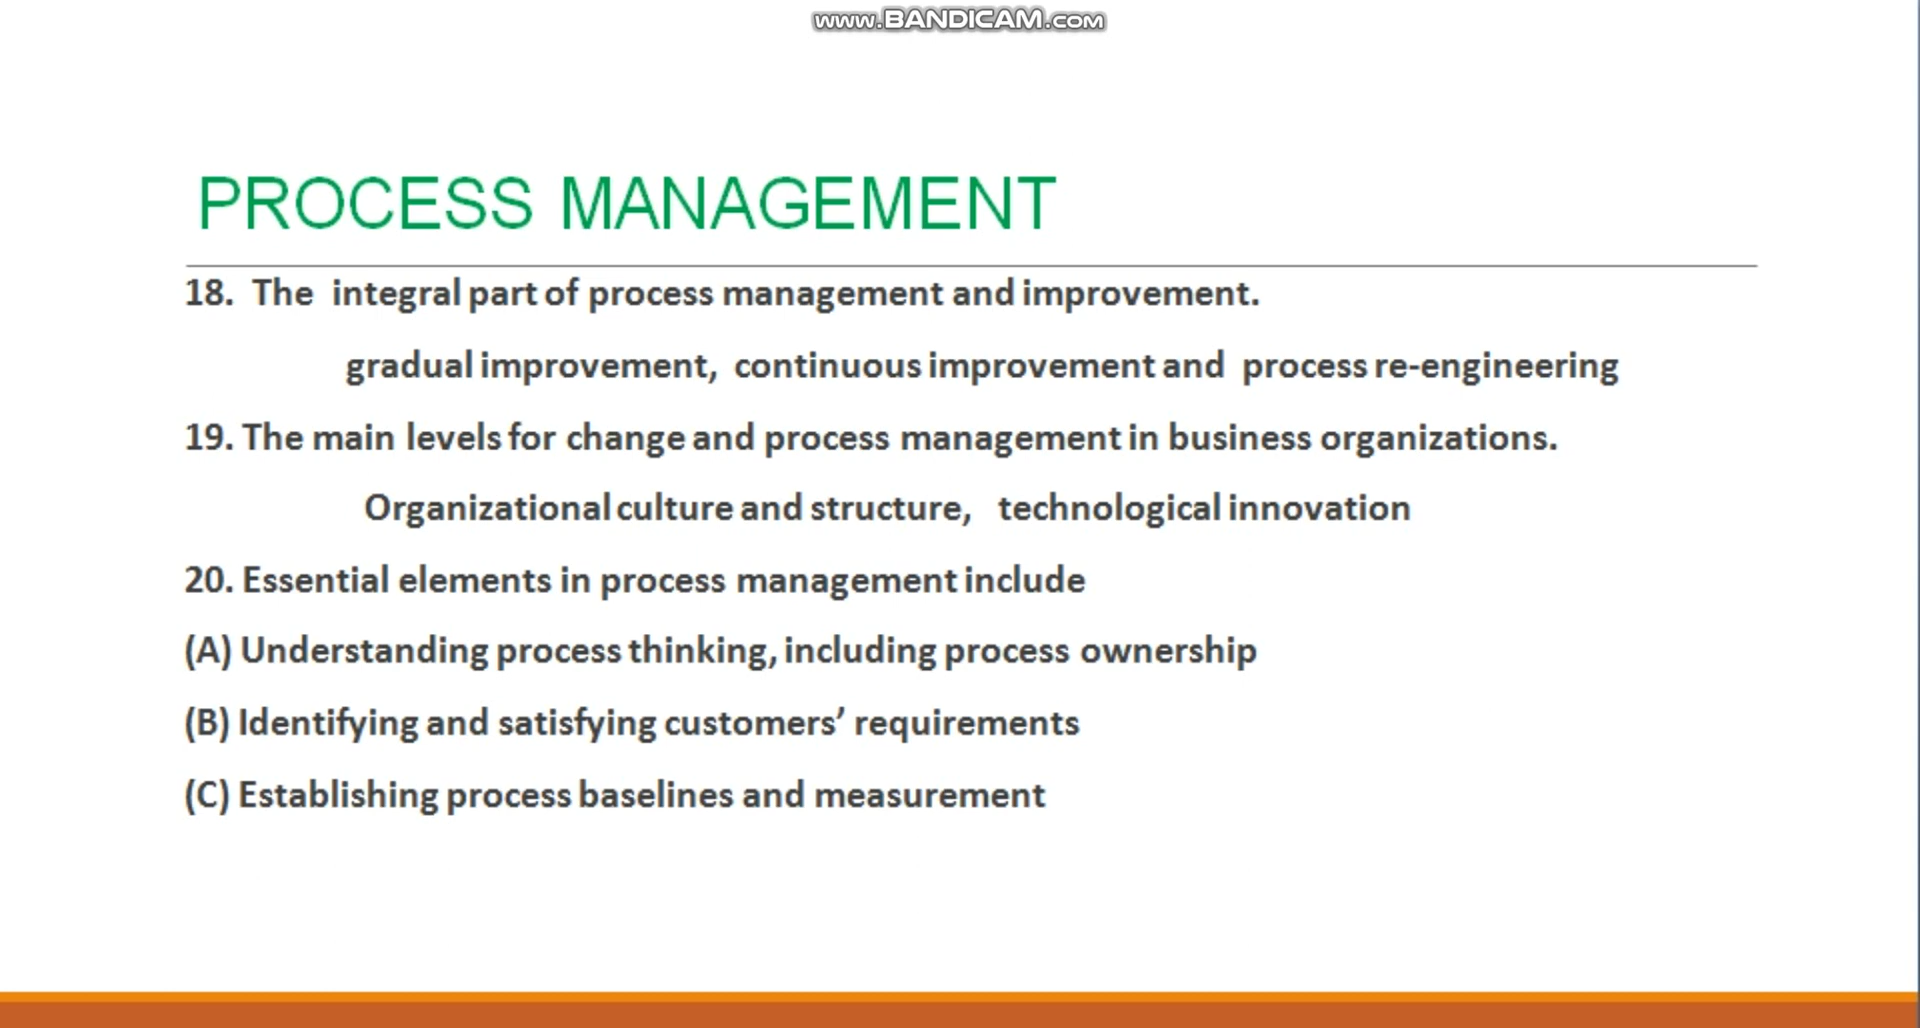 www.BANDICAM.com
PROCESS MANAGEMENT
18. The integral part of process management and improvement.
gradual improvement, continuous improvement and process re-engineering
19. The main levels for change and process management in business organizations.
Organizational culture and structure, technological innovation
20. Essential elements in process management include
(A) Understanding process thinking, including process ownership
(B) Identifying and satisfying customers’ requirements
(C) Establishing process baselines and measurement